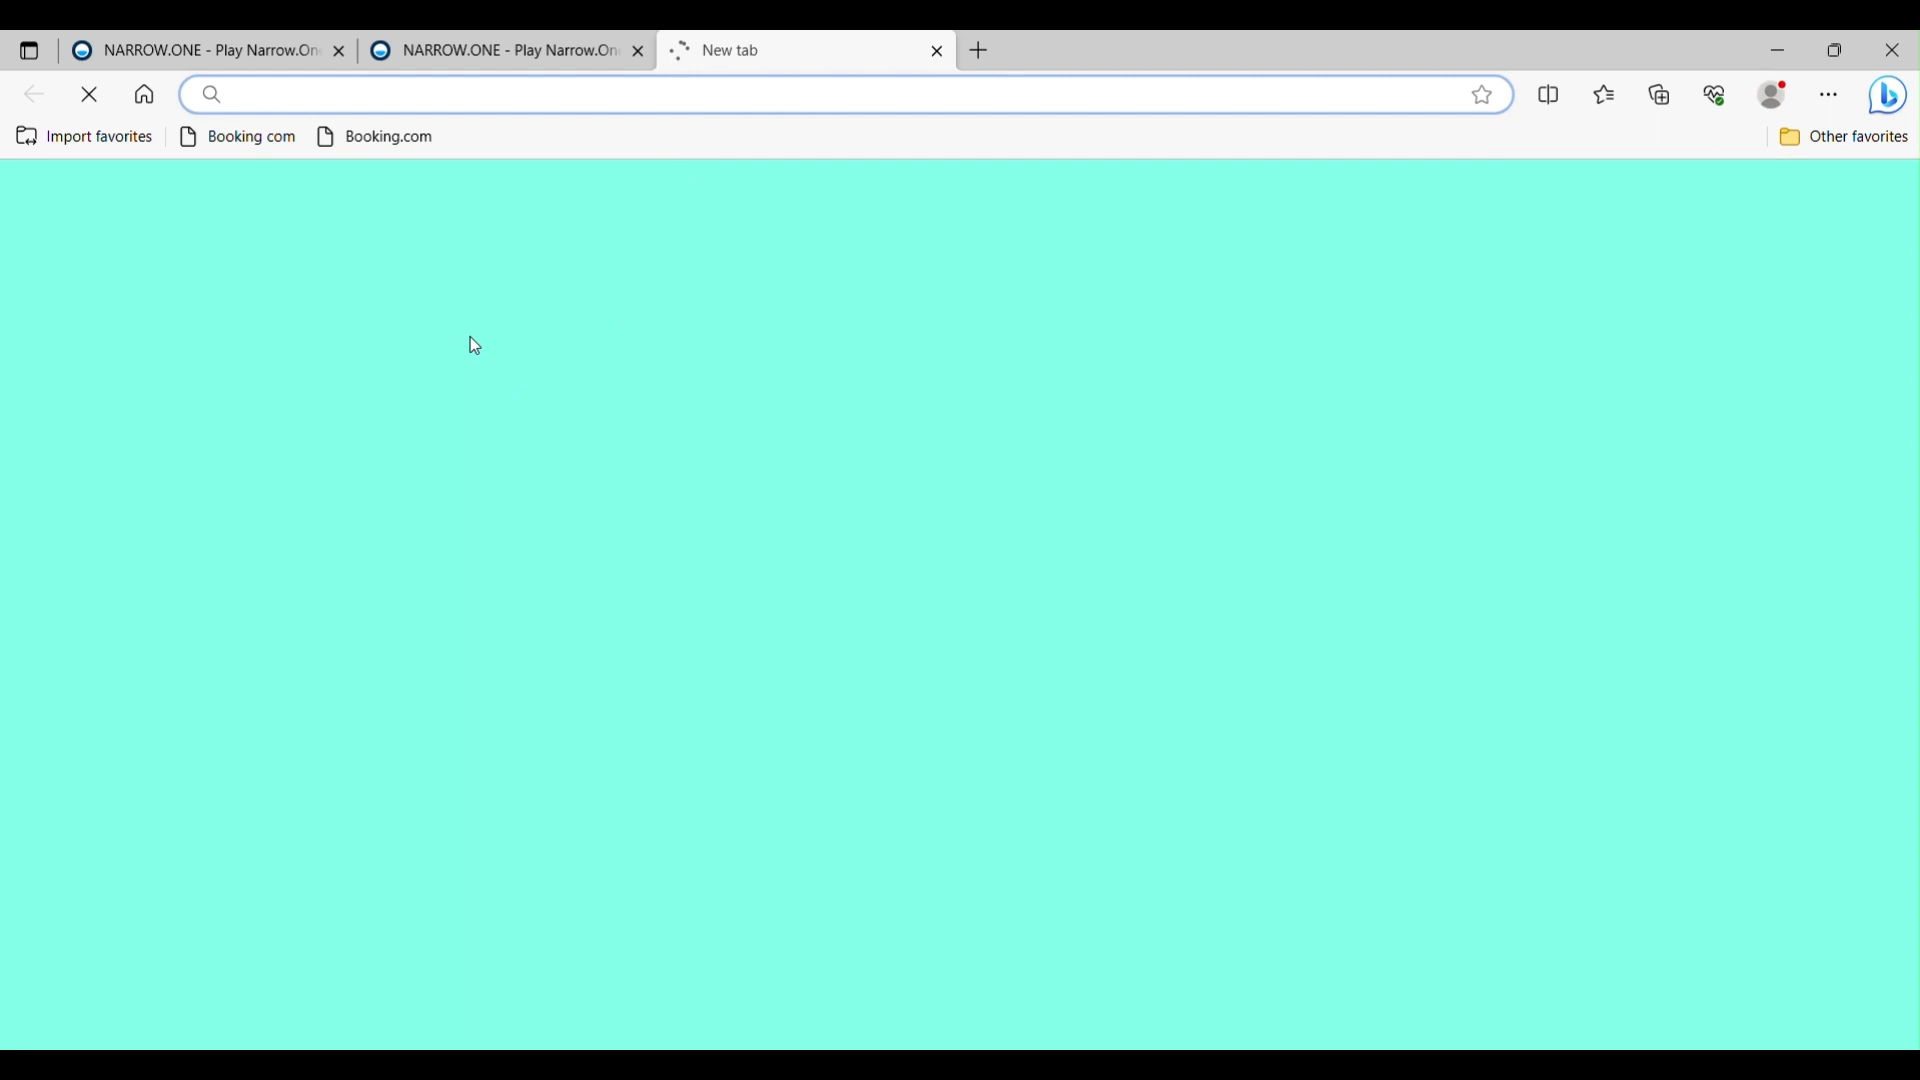 NARROW.ONE - Play Narrow.On
NARROW.ONE - Play Narrow.On
New tab
Import favorites
Booking com
Booking.com
Other favorites